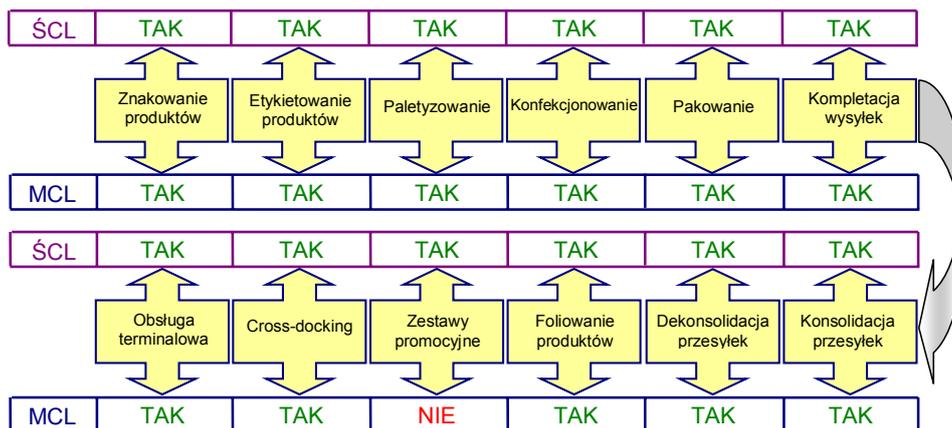 ŚCL TAK TAK TAK TAK TAK TAK
Znakowanie produktów
Etykietowanie produktów
Paletyzowanie
Konfekcjonowanie
Pakowanie
Kompletacja wysyłek
MCL TAK TAK TAK TAK TAK TAK
ŚCL TAK TAK TAK TAK TAK TAK
Obsługa terminalowa
Cross-docking
Zestawy promocyjne
Foliowanie produktów
Dekonsolidacja przesyłek
Konsolidacja przesyłek
MCL TAK TAK NIE TAK TAK TAK